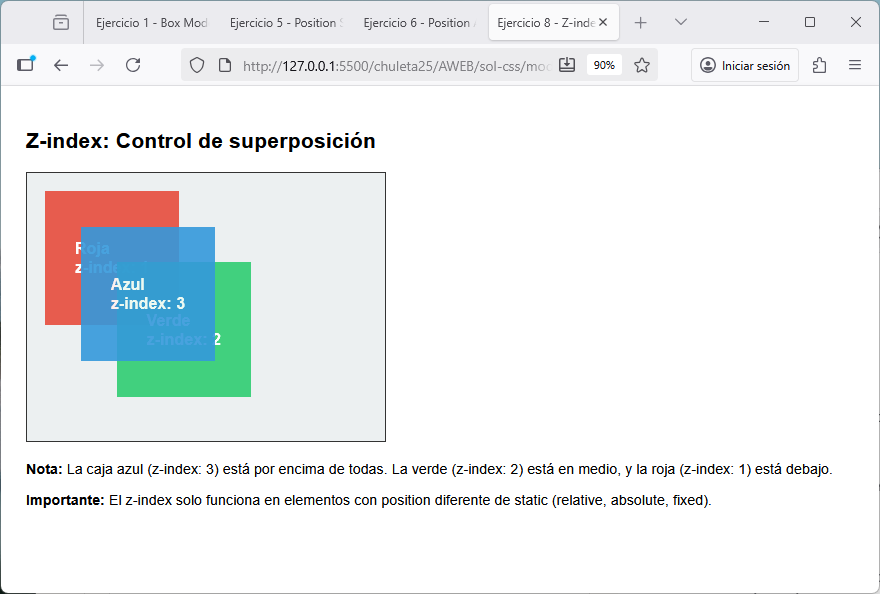 Ejercicio 1 - Box Mod
Ejercicio 5 - Position S
Ejercicio 6 - Position A
Ejercicio 8 - Z-inde
http://127.0.0.1:5500/chuleta25/AWEB/sol-css/mod
90%
Iniciar sesión
Z-index: Control de superposición
Roja
z-index:
Azul
z-index: 3
Verde
z-index: 2
Nota: La caja azul (z-index: 3) está por encima de todas. La verde (z-index: 2) está en medio, y la roja (z-index: 1) está debajo.
Importante: El z-index solo funciona en elementos con position diferente de static (relative, absolute, fixed).